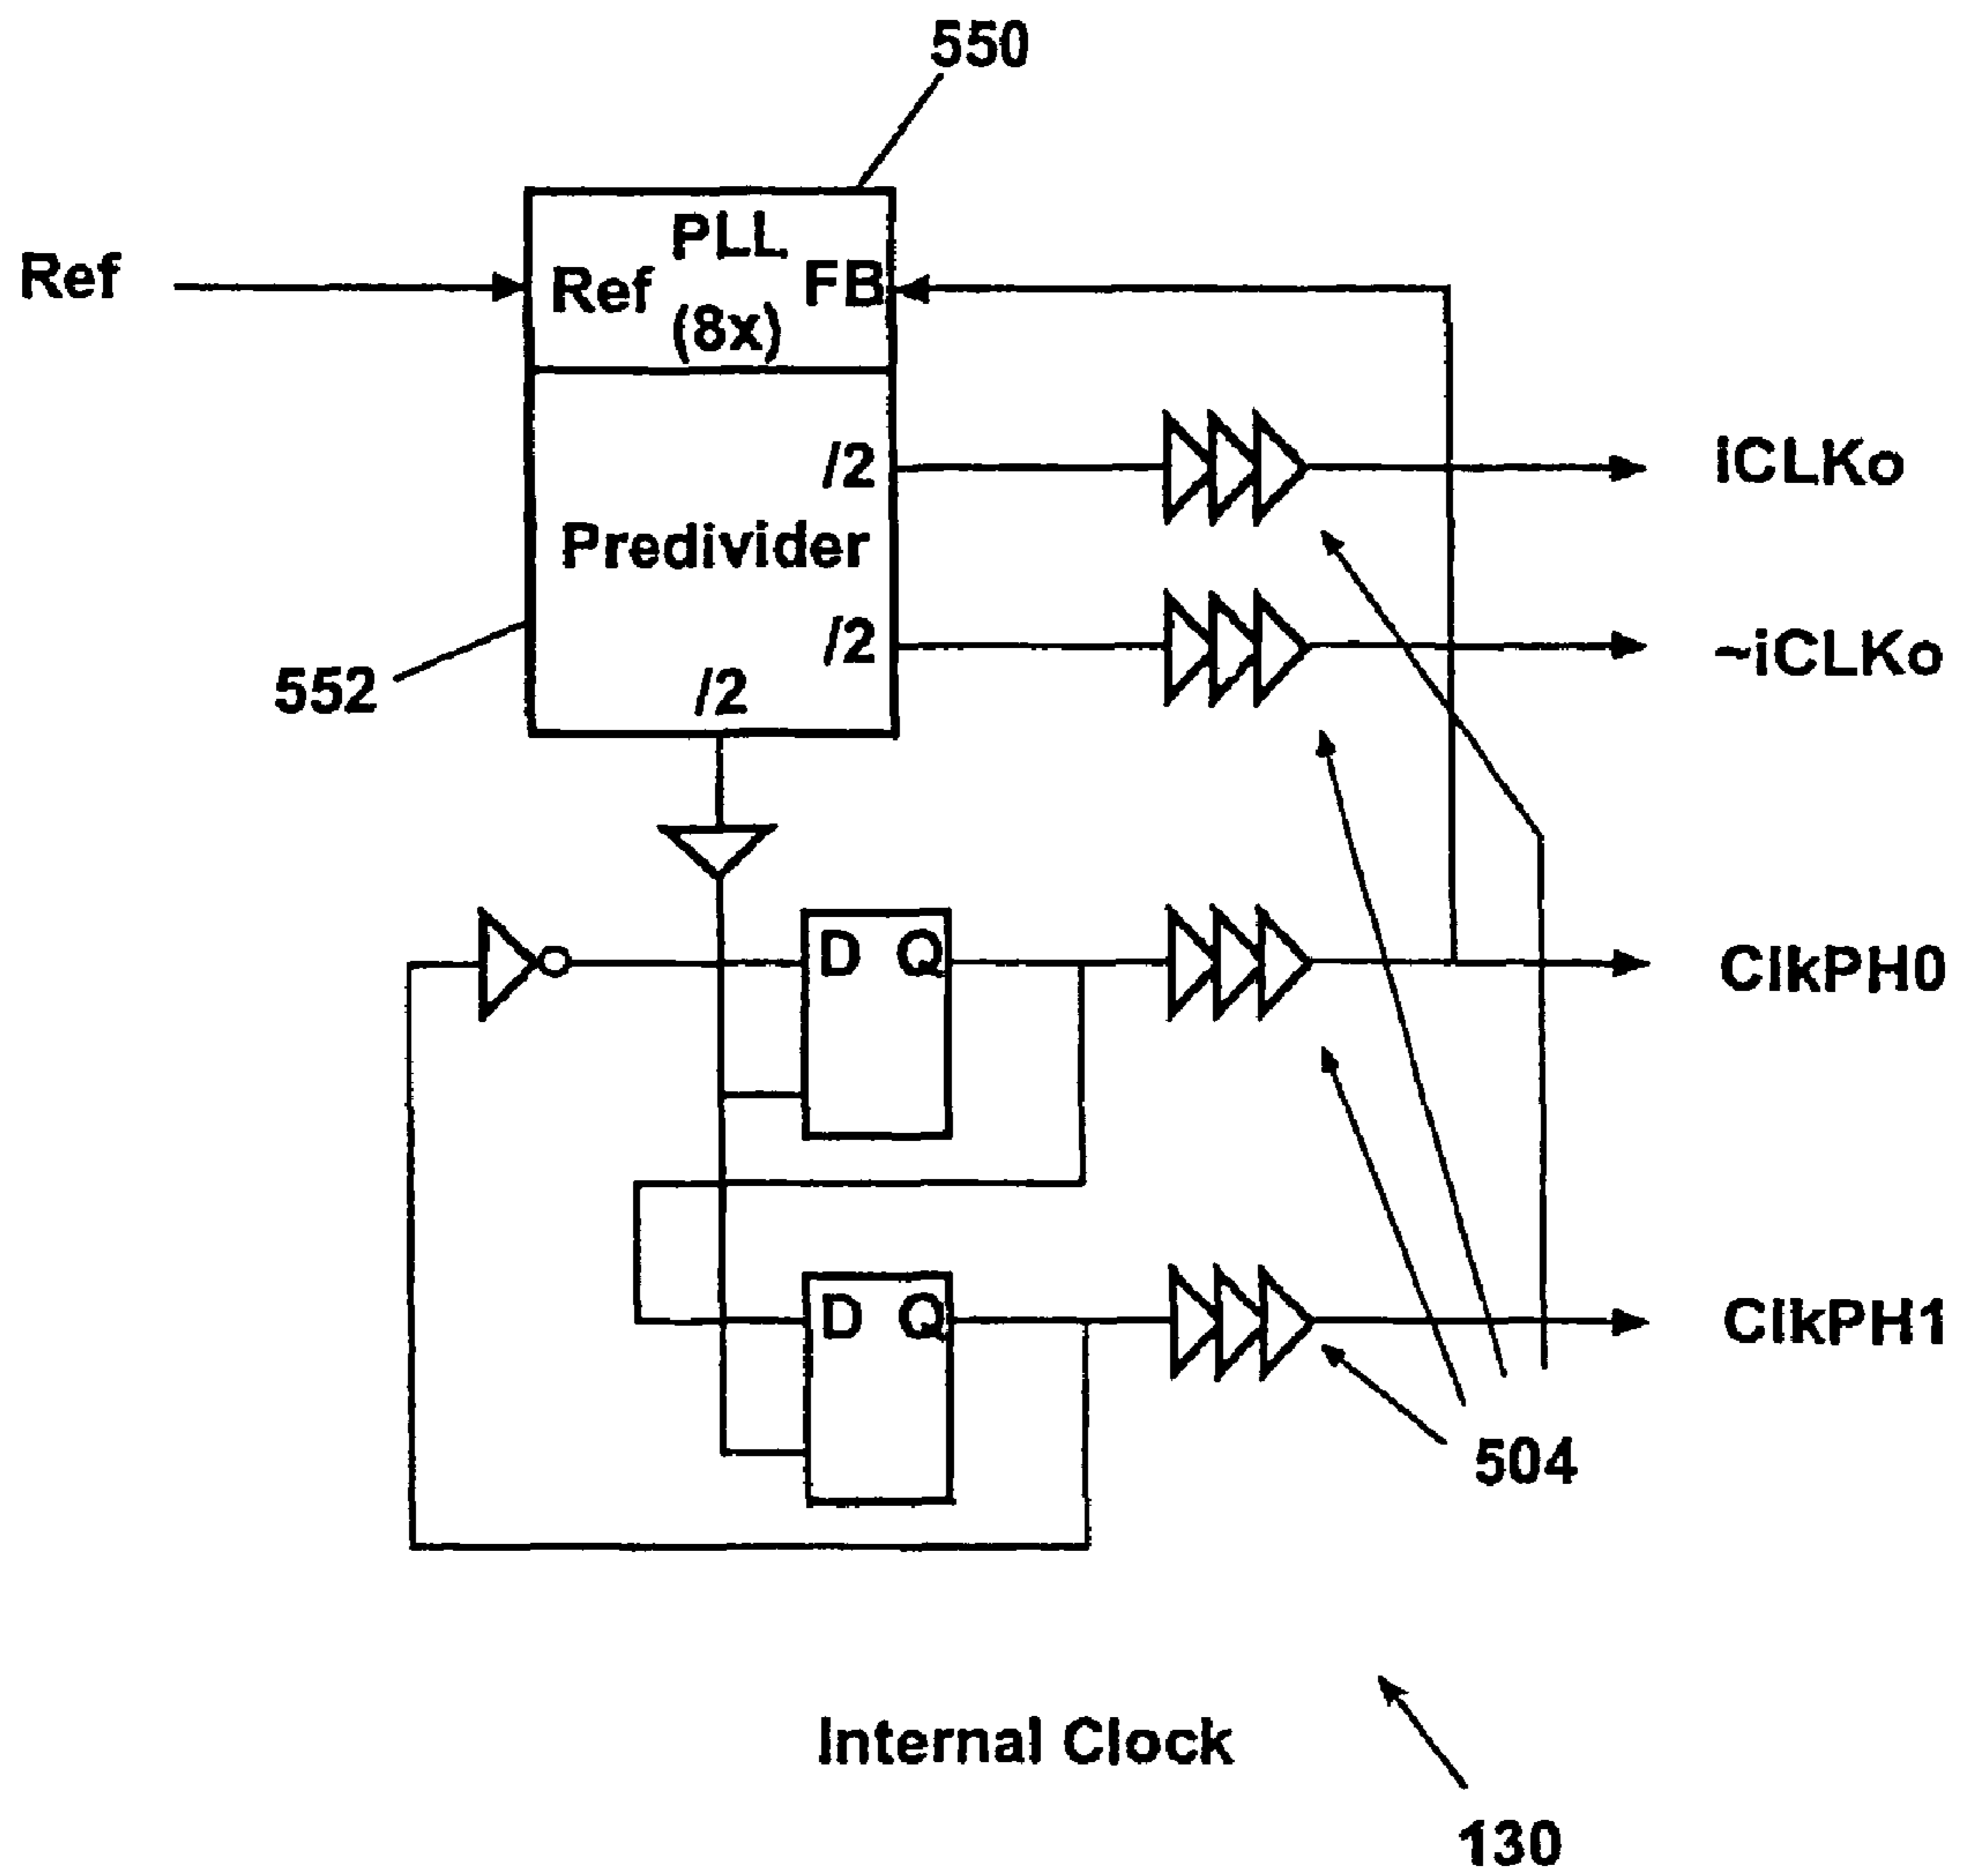 550
PLL
Ref
Ref
FB
(8x)
/2
iCLKo
Predivider
/2
~iCLKo
552
/2
D Q
ClkPH0
D Q
ClkPH1
504
Internal Clock
130